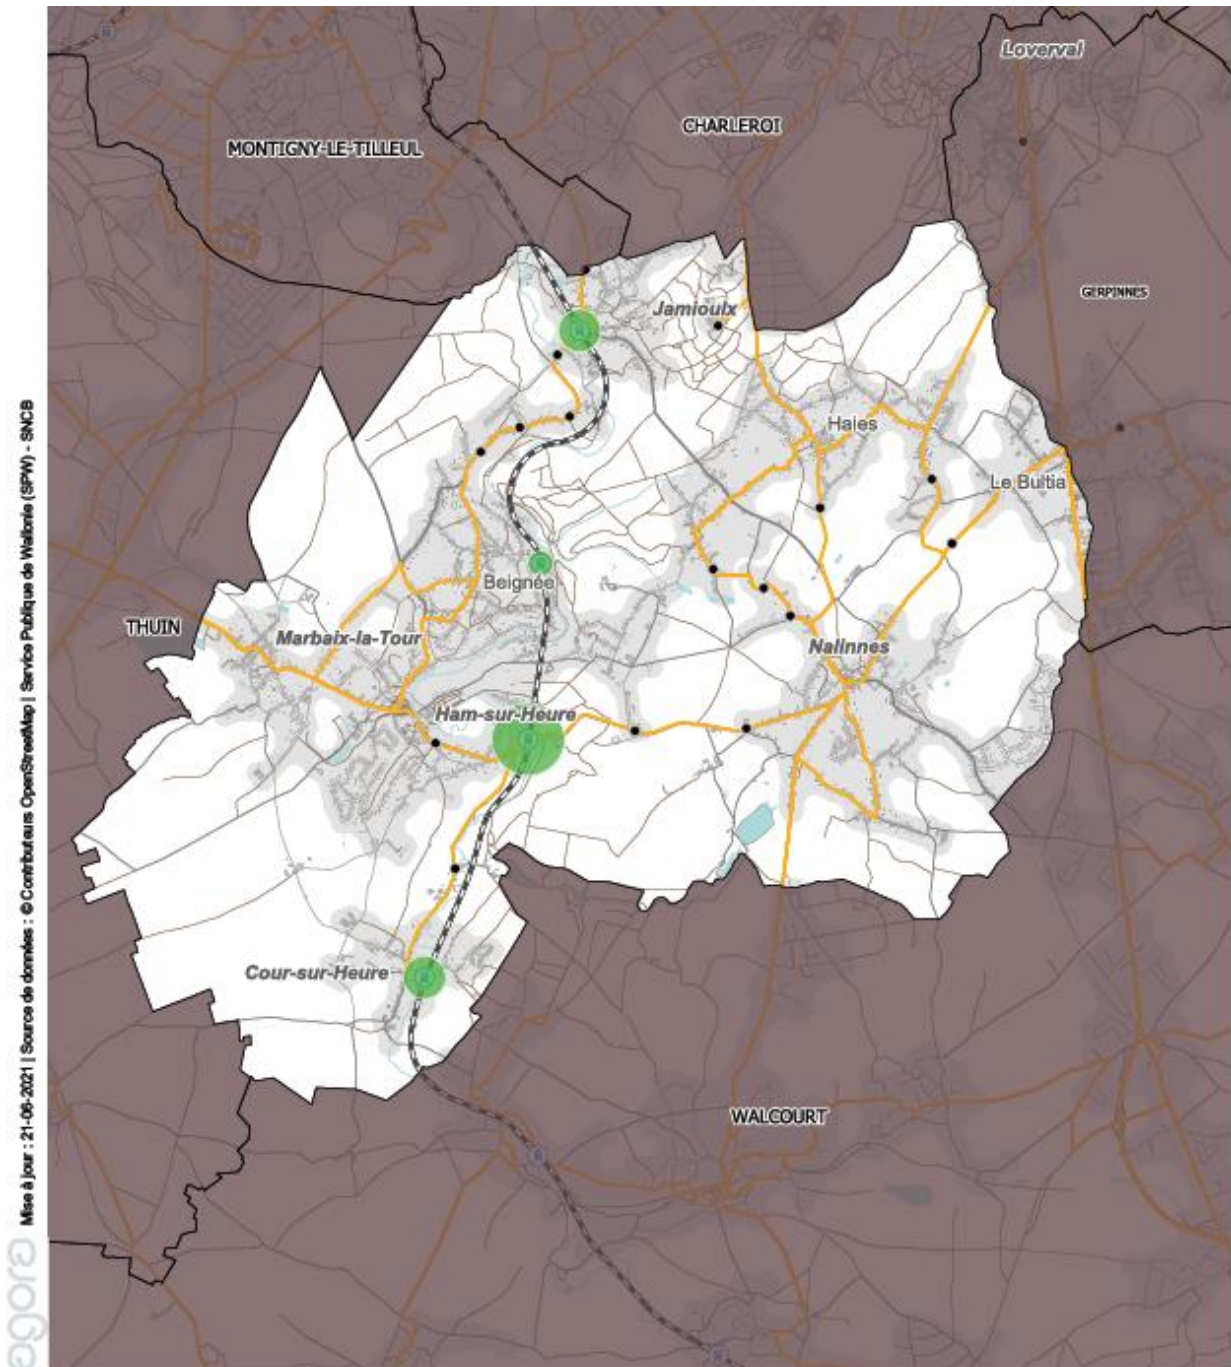 Loverval
CHARLEROI
MONTIGNY-LE-TILLEUL
GERPINNES
Jamioulx
Haies
Le Bultia
Beignée
THUIN
Marbaix-la-Tour
Nalinnes
Ham-sur-Heure
Cour-sur-Heure
WALCOURT
Mise à jour : 21-06-2021 | Source de données : © Contributeurs OpenStreetMap | Service Publique de Wallonie (SPW) - SNCB
agora